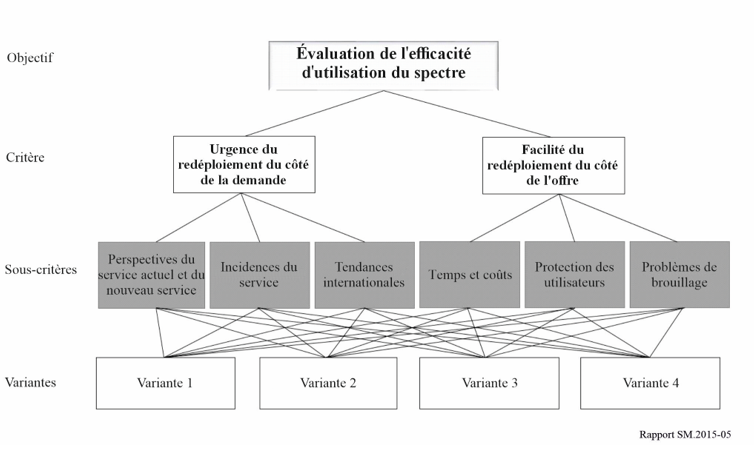 Objectif
Évaluation de l'efficacité
d'utilisation du spectre
Critère
Urgence du
redéploiement du côté
de la demande
Facilité du
redéploiement du côté
de l'offre
Sous-critères
Perspectives du
service actuel et du
nouveau service
Incidences du
service
Tendances
internationales
Temps et coûts
Protection des
utilisateurs
Problèmes de
brouillage
Variantes
Variante 1
Variante 2
Variante 3
Variante 4
Rapport SM.2015-05